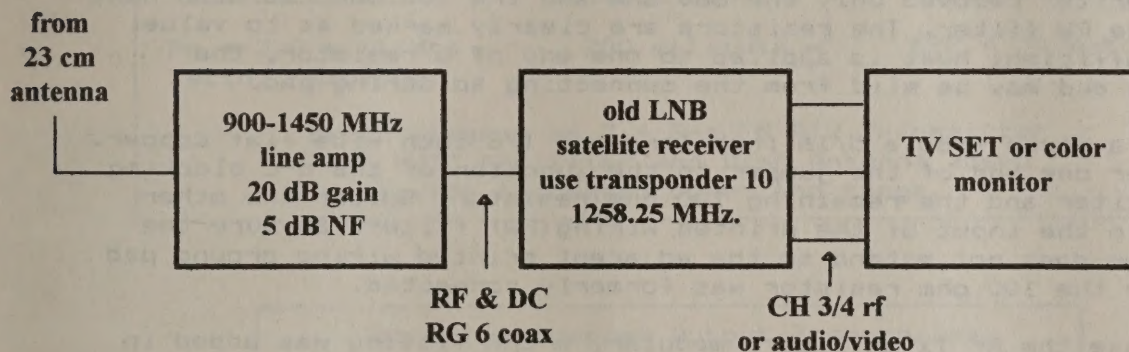 from
23 cm
antenna
900-1450 MHz
line amp
20 dB gain
5 dB NF
old LNB
satellite receiver
use transponder 10
1258.25 MHz.
TV SET or color
monitor
RF & DC
RG 6 coax
CH 3/4 rf
or audio/video